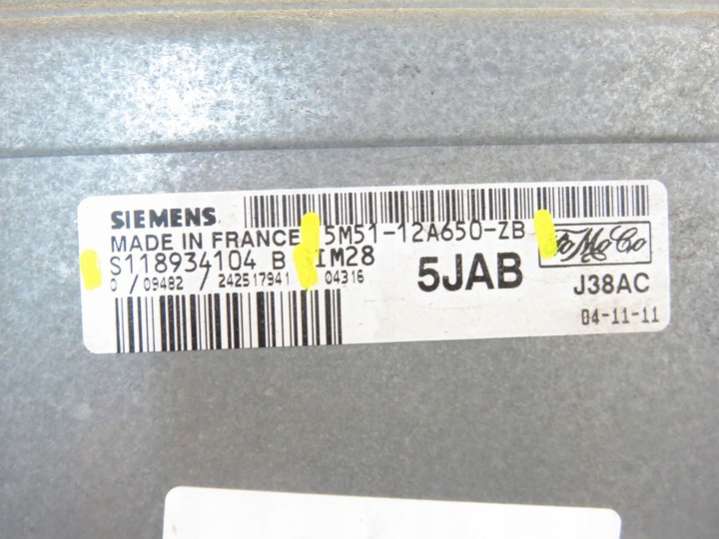 SIEMENS
MADE IN FRANCE 5M51-12A650-ZB FoMoCo
S118934104 B IM28 5JAB J38AC
0 /09482 / 242517941 04316
04-11-11